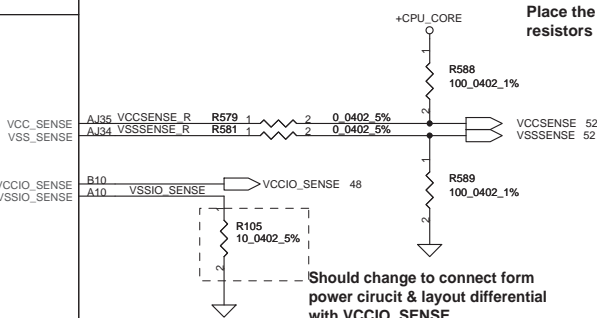 +CPU_CORE
Place the
resistors
1
R588
100_0402_1%
2
VCC_SENSE AJ35 VCCSENSE_R R579 1 2 0_0402_5% VCCSENSE 52
VSS_SENSE AJ34 VSSSENSE_R R581 1 2 0_0402_5% VSSSENSE 52
1
R589
100_0402_1%
2
VCCIO_SENSE B10 VCCIO_SENSE 48
VSSIO_SENSE A10 VSSIO_SENSE
1
R105
10_0402_5%
2
Should change to connect form
power cirucit & layout differential
with VCCIO_SENSE